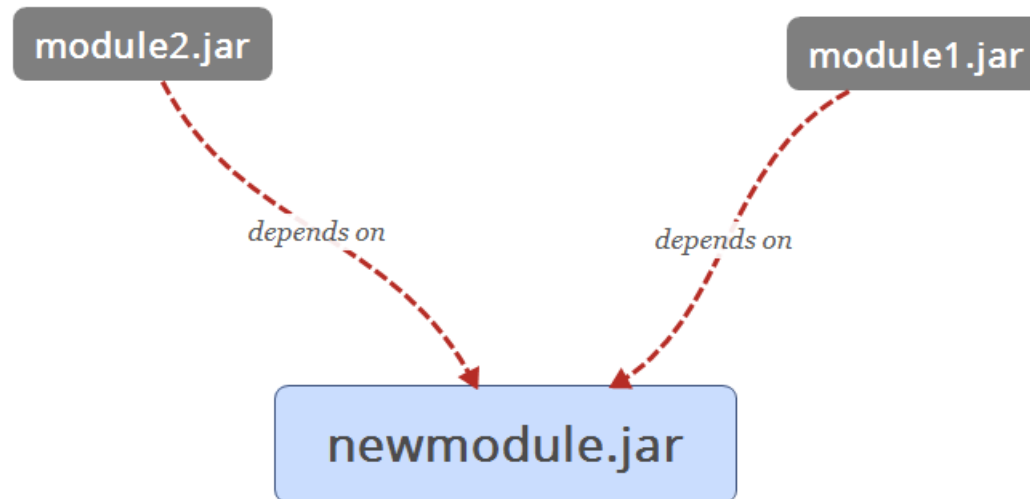 module2.jar
module1.jar
depends on
depends on
newmodule.jar